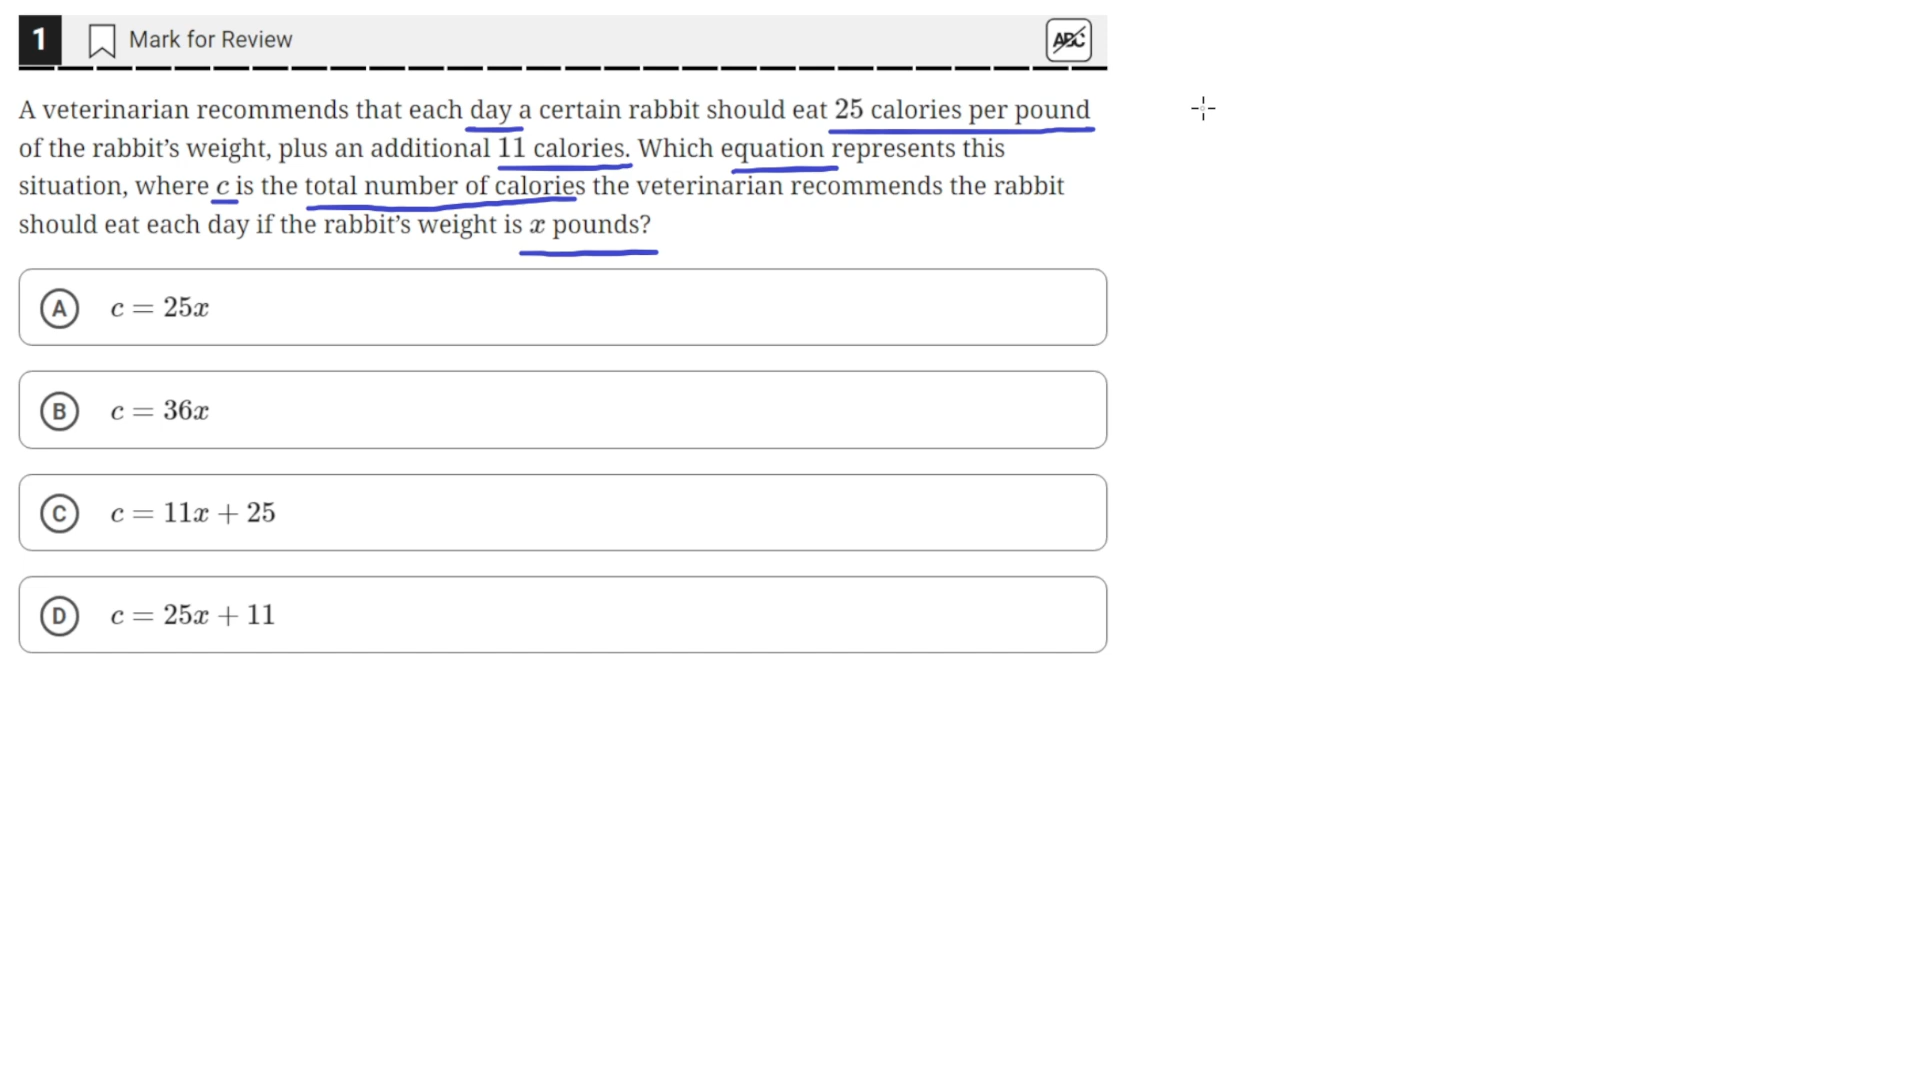 1 Mark for Review ABC
A veterinarian recommends that each day a certain rabbit should eat 25 calories per pound
of the rabbit’s weight, plus an additional 11 calories. Which equation represents this
situation, where c is the total number of calories the veterinarian recommends the rabbit
should eat each day if the rabbit’s weight is x pounds?
A c = 25x
B c = 36x
C c = 11x + 25
D c = 25x + 11